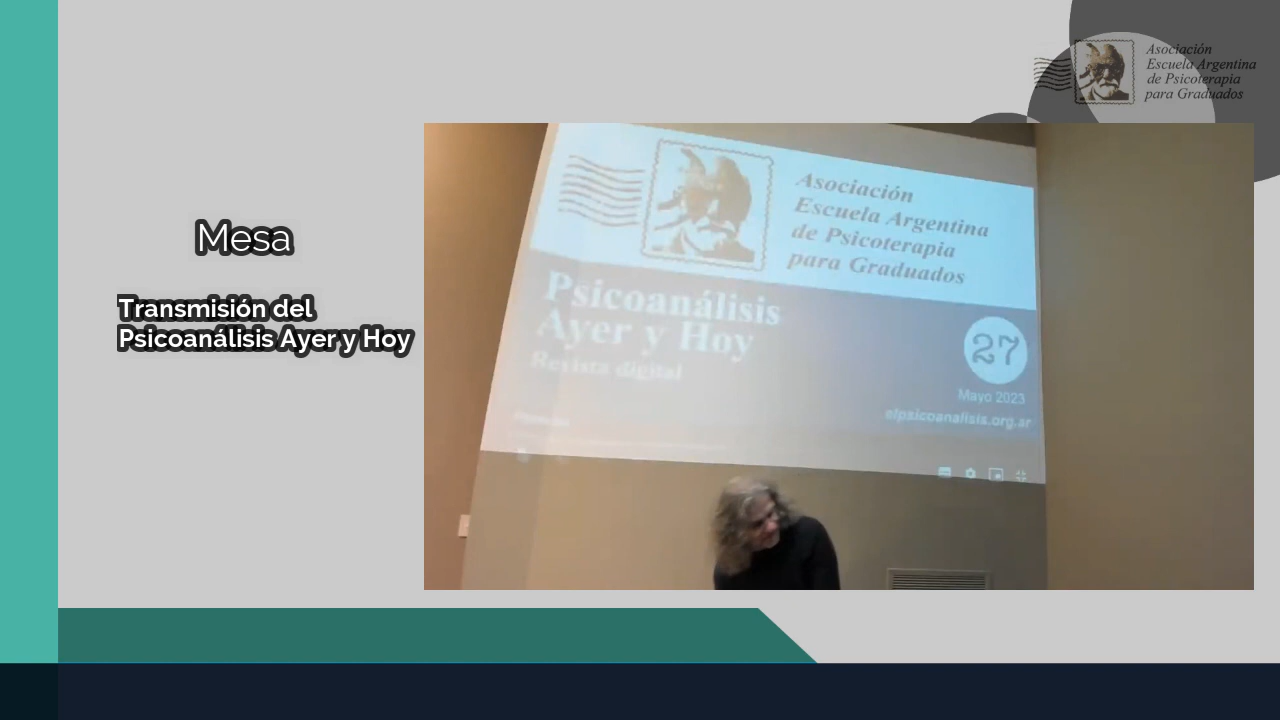 Asociación
Escuela Argentina
de Psicoterapia
para Graduados
Mesa
Transmisión del
Psicoanálisis Ayer y Hoy
Asociación
Escuela Argentina
de Psicoterapia
para Graduados
Psicoanálisis
Ayer y Hoy
Revista digital
27
Mayo 2023
elpsicoanalisis.org.ar